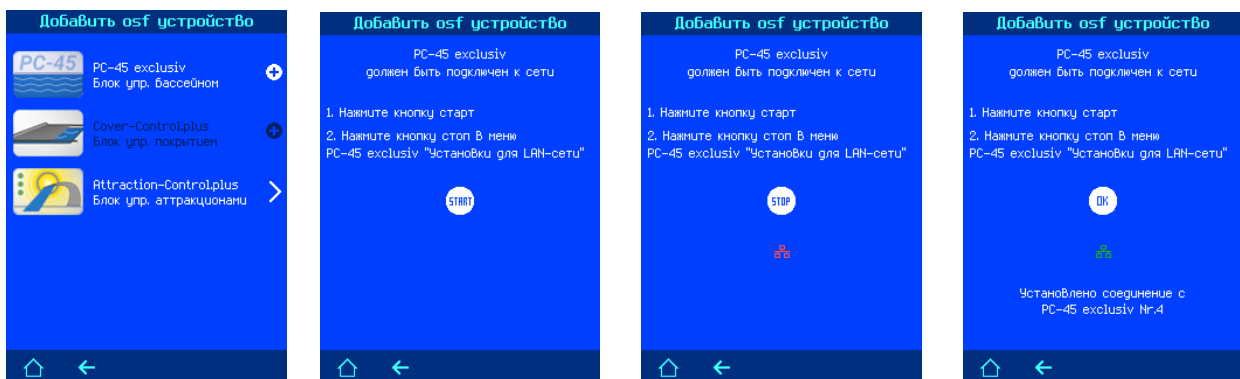 Добавить osf устройство
PC-45
PC-45 exclusiv
Блок упр. бассейном
Cover-Control.plus
Блок упр. покрытием
Attraction-Control.plus
Блок упр. аттракционами
Добавить osf устройство
PC-45 exclusiv
должен быть подключен к сети
1. Нажмите кнопку старт
2. Нажмите кнопку стоп в меню
PC-45 exclusiv "Установки для LAN-сети"
START
Добавить osf устройство
PC-45 exclusiv
должен быть подключен к сети
1. Нажмите кнопку старт
2. Нажмите кнопку стоп в меню
PC-45 exclusiv "Установки для LAN-сети"
STOP
Добавить osf устройство
PC-45 exclusiv
должен быть подключен к сети
1. Нажмите кнопку старт
2. Нажмите кнопку стоп в меню
PC-45 exclusiv "Установки для LAN-сети"
OK
Установлено соединение с
PC-45 exclusiv Nr.4